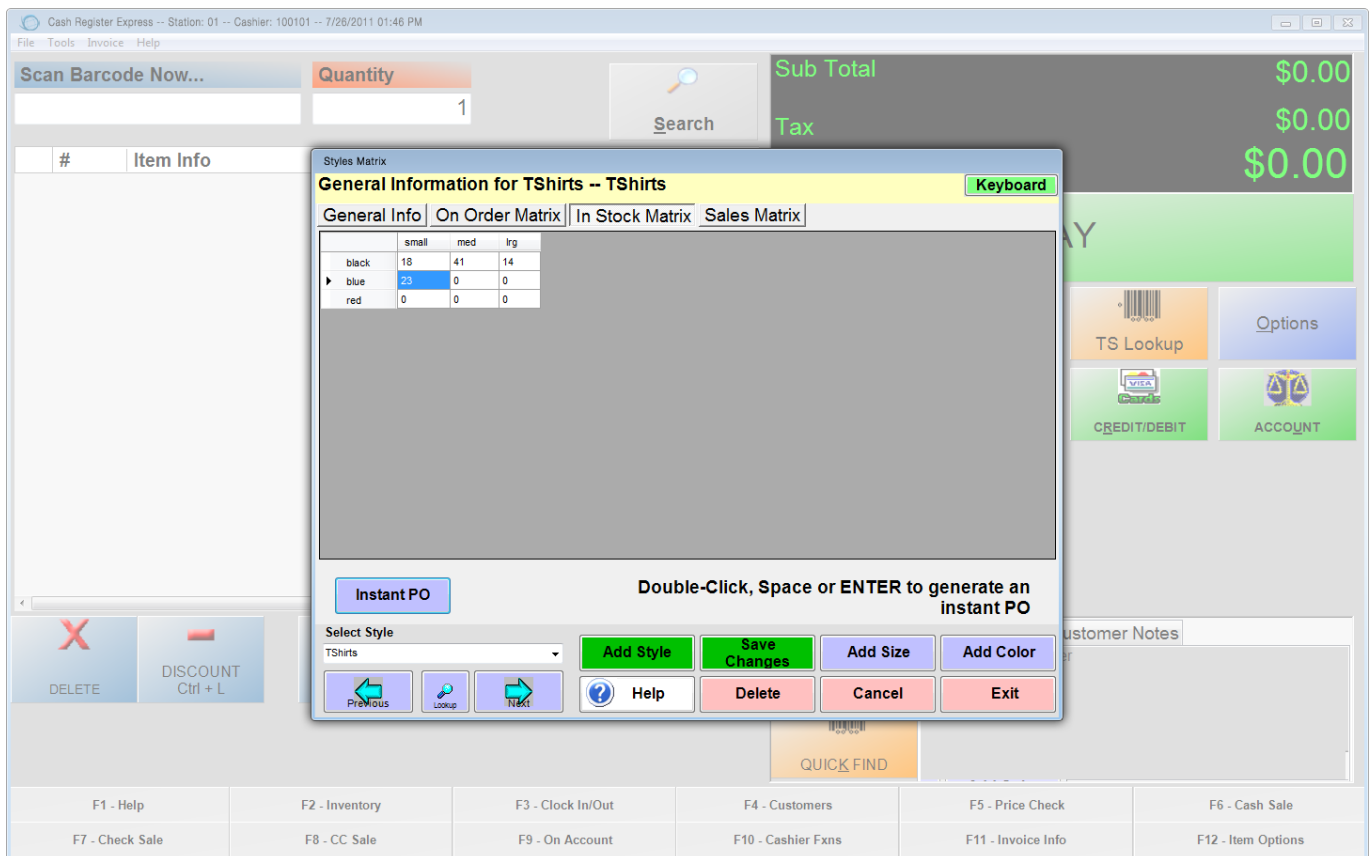 Cash Register Express -- Station: 01 -- Cashier: 100101 -- 7/26/2011 01:46 PM
File Tools Invoice Help
Scan Barcode Now...
Quantity
1
Search
Sub Total $0.00
Tax $0.00
$0.00
# Item Info
Styles Matrix
General Information for TShirts -- TShirts
Keyboard
General Info On Order Matrix In Stock Matrix Sales Matrix
small med lrg
black 18 41 14
blue 23 0 0
red 0 0 0
AY
TS Lookup
Options
VISA
Cards
CREDIT/DEBIT
ACCOUNT
Instant PO
Double-Click, Space or ENTER to generate an
instant PO
Select Style
TShirts
Add Style
Save
Changes
Add Size
Add Color
Previous
Lookup
Next
Help
Delete
Cancel
Exit
X
DELETE
DISCOUNT
Ctrl + L
ustomer Notes
er
QUICK FIND
F1 - Help F2 - Inventory F3 - Clock In/Out F4 - Customers F5 - Price Check F6 - Cash Sale
F7 - Check Sale F8 - CC Sale F9 - On Account F10 - Cashier Fxns F11 - Invoice Info F12 - Item Options